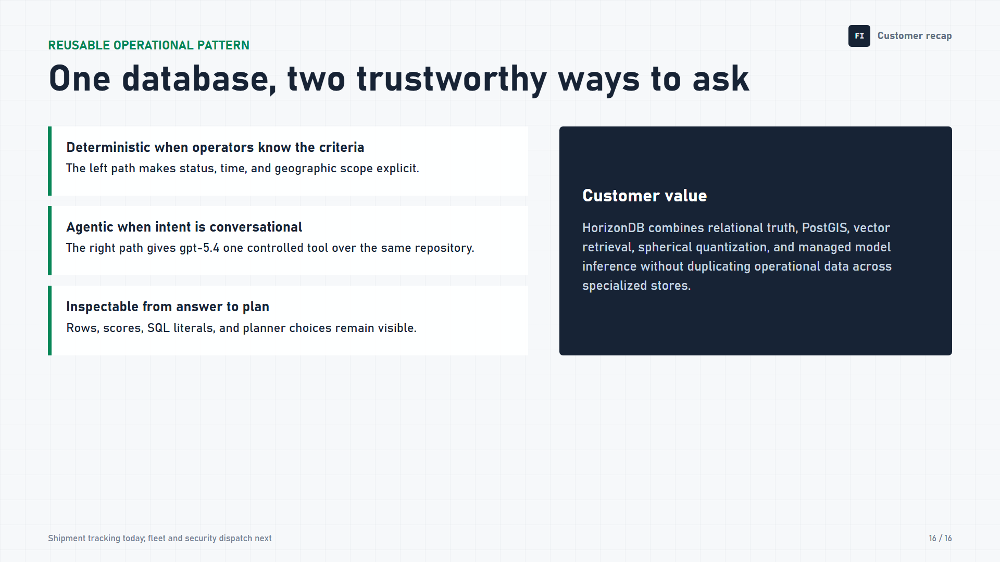 REUSABLE OPERATIONAL PATTERN
FI Customer recap
One database, two trustworthy ways to ask
Deterministic when operators know the criteria
The left path makes status, time, and geographic scope explicit.
Agentic when intent is conversational
The right path gives gpt-5.4 one controlled tool over the same repository.
Inspectable from answer to plan
Rows, scores, SQL literals, and planner choices remain visible.
Customer value
HorizonDB combines relational truth, PostGIS, vector
retrieval, spherical quantization, and managed model
inference without duplicating operational data across
specialized stores.
Shipment tracking today; fleet and security dispatch next
16 / 16